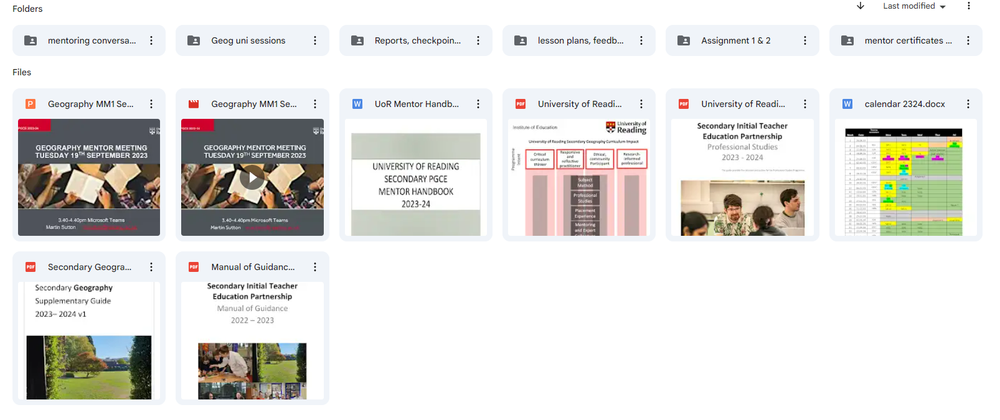 Folders
Last modified
mentoring conversa...
Geog uni sessions
Reports, checkpoin...
lesson plans, feedb...
Assignment 1 & 2
mentor certificates ...
Files
P
Geography MM1 Se...
Geography MM1 Se...
W
UoR Mentor Handb...
PDF
University of Readi...
PDF
University of Readi...
W
calendar 2324.docx
PGCE 2023-24
GEOGRAPHY MENTOR MEETING
TUESDAY 19TH SEPTEMBER 2023
3.40-4.40pm Microsoft Teams
Martin Sutton
PGCE 2023-24
GEOGRAPHY MENTOR MEETING
TUESDAY 19TH SEPTEMBER 2023
3.40-4.40pm Microsoft Teams
Martin Sutton
UNIVERSITY OF READING
SECONDARY PGCE
MENTOR HANDBOOK
2023-24
Institute of Education
University of
Reading
University of Reading Secondary Geography Curriculum Impact
Programme
Intent
Critical
curriculum
thinker
Responsive
and
reflective
practitioner
Ethical,
community
Participant
Research-
informed
professional
Subject
Method
Professional
Studies
Placement
Experience
Mentoring
and Expert
Secondary Initial Teacher
Education Partnership
Professional Studies
2023 - 2024
PDF
Secondary Geogra...
PDF
Manual of Guidanc...
Secondary Geography
Supplementary Guide
2023– 2024 v1
Secondary Initial Teacher
Education Partnership
Manual of Guidance
2022 – 2023